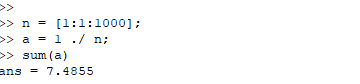 >>
>> n = [1:1:1000];
>> a = 1 ./ n;
>> sum(a)
ans = 7.4855